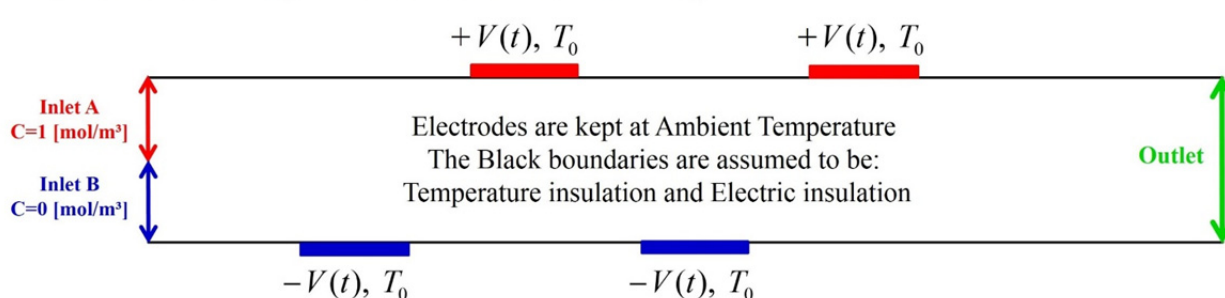 +V(t), T₀
+V(t), T₀
Inlet A
C=1 [mol/m³]
Electrodes are kept at Ambient Temperature
The Black boundaries are assumed to be:
Temperature insulation and Electric insulation
Outlet
Inlet B
C=0 [mol/m³]
−V(t), T₀
−V(t), T₀